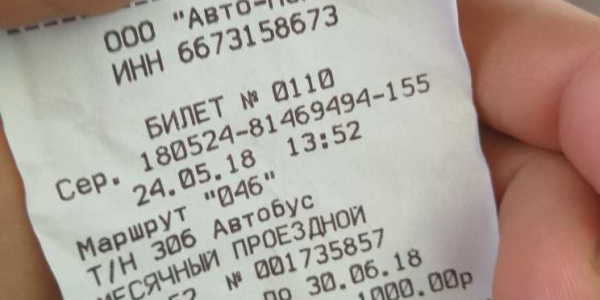 ООО "Авто-
ИНН 6673158673
БИЛЕТ № 0110
Сер. 180524-81469494-155
24.05.18 13:52
Маршрут "046"
Т/Н 306 Автобус
МЕСЯЧНЫЙ ПРОЕЗДНОЙ
№ 001735857
по 30.06.18
1000.00р